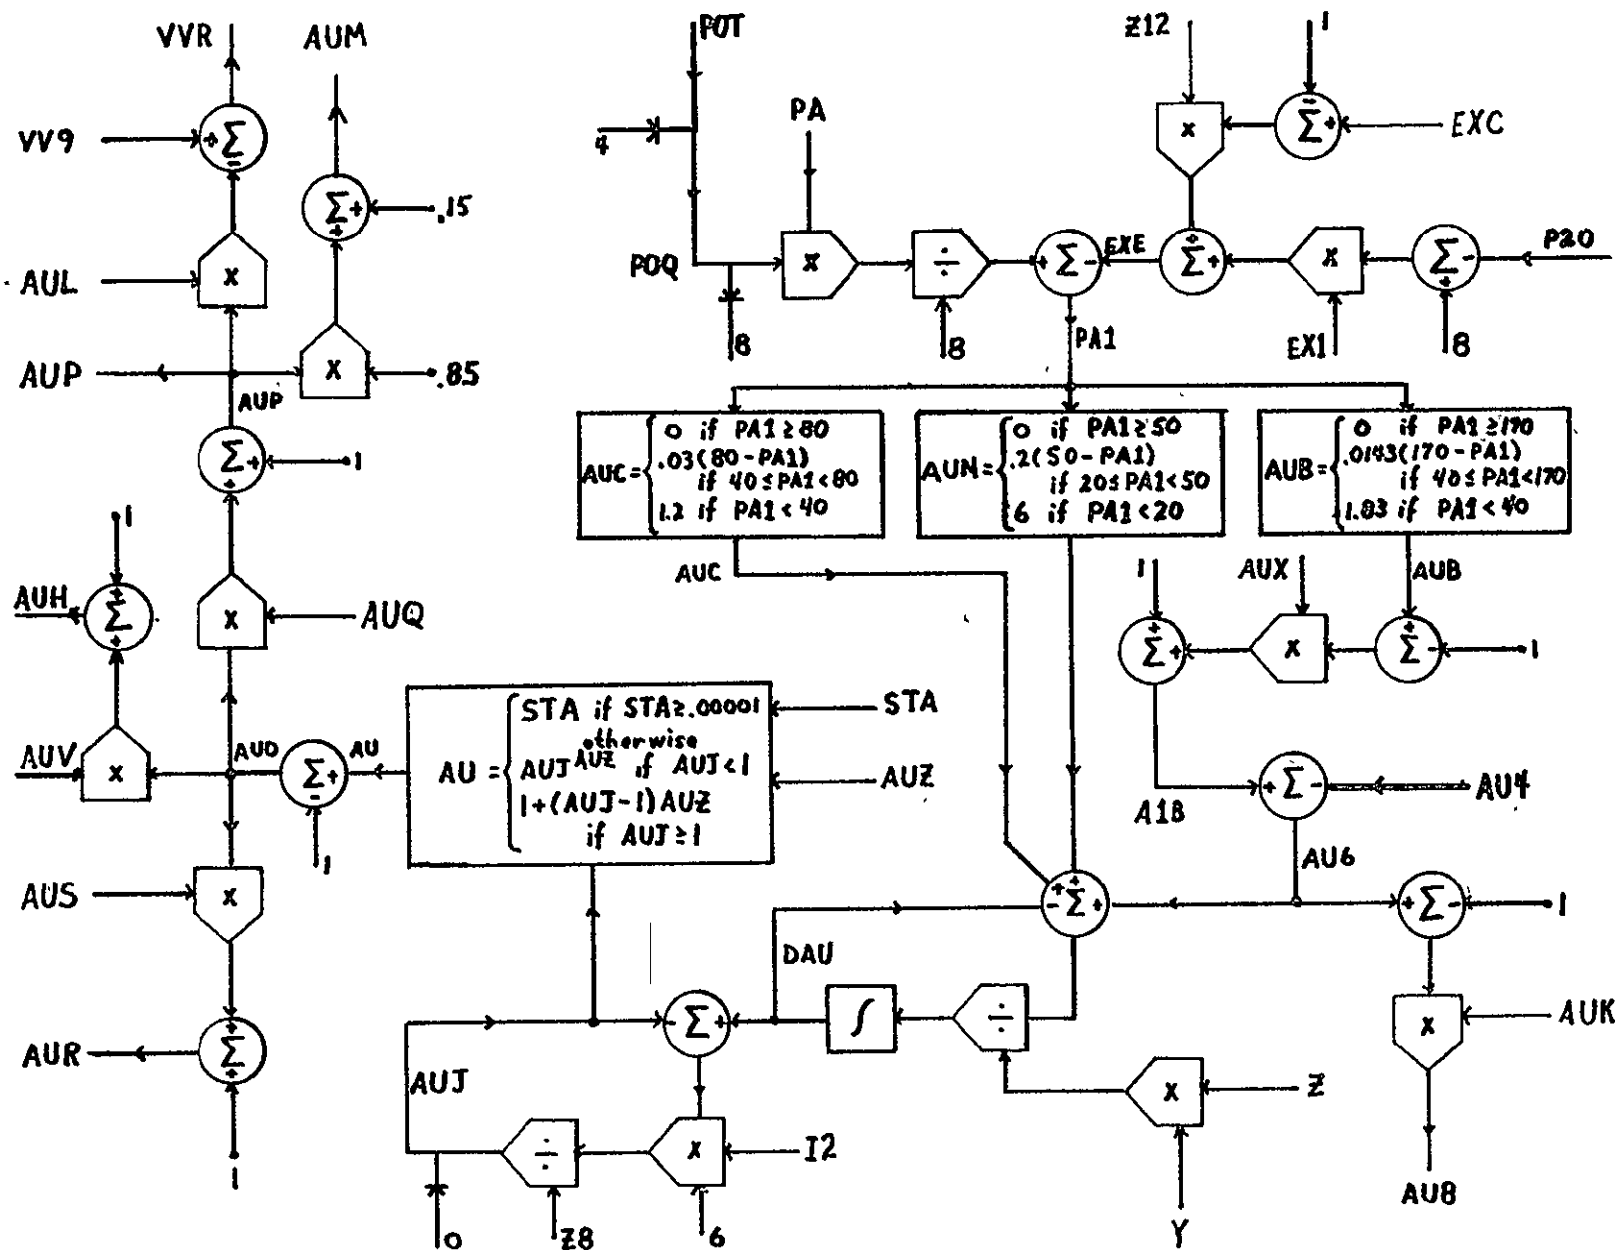 VVR
AUM
POT
Z12
1
VV9
+ Σ -
4
PA
x
- Σ +
EXC
Σ + +
.15
AUL
x
POQ
x
÷
+ Σ -
EXE
+ Σ +
x
Σ - +
P20
8
8
PA1
EX1
8
AUP
x
.85
AUP
AUC = { 0 if PA1 ≥ 80
.03(80-PA1)
if 40 ≤ PA1 < 80
1.2 if PA1 < 40
AUN = { 0 if PA1 ≥ 50
.2(50-PA1)
if 20 ≤ PA1 < 50
6 if PA1 < 20
AUB = { 0 if PA1 ≥ 170
.0143(170-PA1)
if 40 ≤ PA1 < 170
1.83 if PA1 < 40
Σ + +
1
1
AUC
1
AUX
AUB
AUH
+ Σ +
x
AUQ
+ Σ +
x
+ Σ -
1
AU = { STA if STA ≥ .00001
otherwise
AUJ^AUZ if AUJ < 1
1+(AUJ-1)AUZ
if AUJ ≥ 1
STA
AUV
x
AUO
Σ + -
AU
AUZ
A1B
+ Σ -
AU4
1
AUS
x
AU6
+ - + Σ +
+ Σ -
1
DAU
AUR
+ Σ +
- Σ +
∫
÷
x
AUK
AUJ
x
Z
1
÷
x
I2
0
Z8
6
Y
AU8